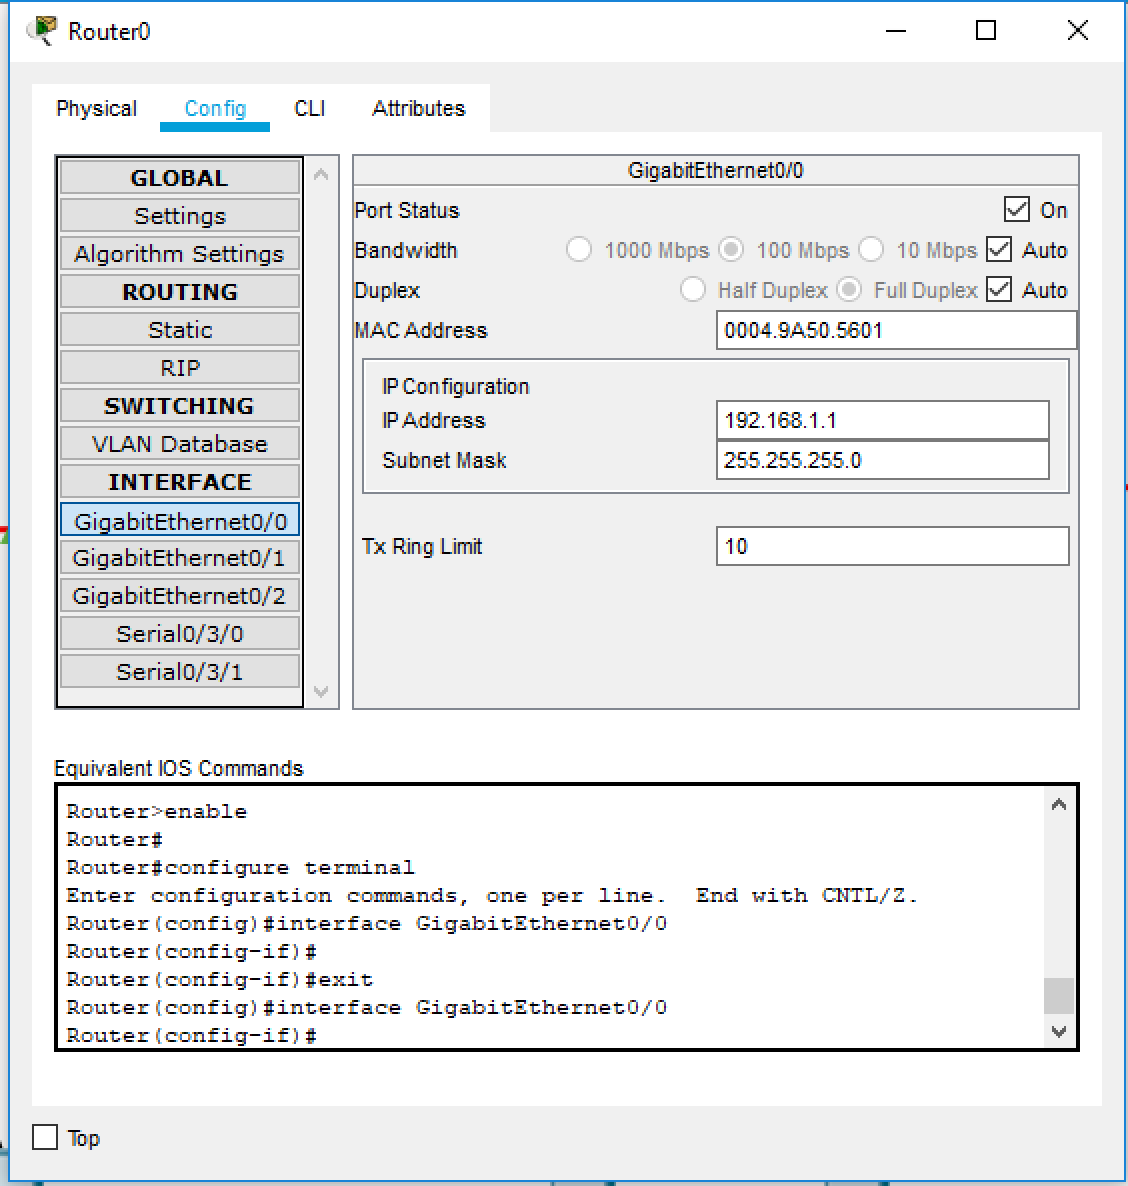 Router0
Physical Config CLI Attributes
GLOBAL
Settings
Algorithm Settings
ROUTING
Static
RIP
SWITCHING
VLAN Database
INTERFACE
GigabitEthernet0/0
GigabitEthernet0/1
GigabitEthernet0/2
Serial0/3/0
Serial0/3/1
GigabitEthernet0/0
Port Status On
Bandwidth 1000 Mbps 100 Mbps 10 Mbps Auto
Duplex Half Duplex Full Duplex Auto
MAC Address 0004.9A50.5601
IP Configuration
IP Address 192.168.1.1
Subnet Mask 255.255.255.0
Tx Ring Limit 10
Equivalent IOS Commands
Router>enable
Router#
Router#configure terminal
Enter configuration commands, one per line.  End with CNTL/Z.
Router(config)#interface GigabitEthernet0/0
Router(config-if)#
Router(config-if)#exit
Router(config)#interface GigabitEthernet0/0
Router(config-if)#
Top